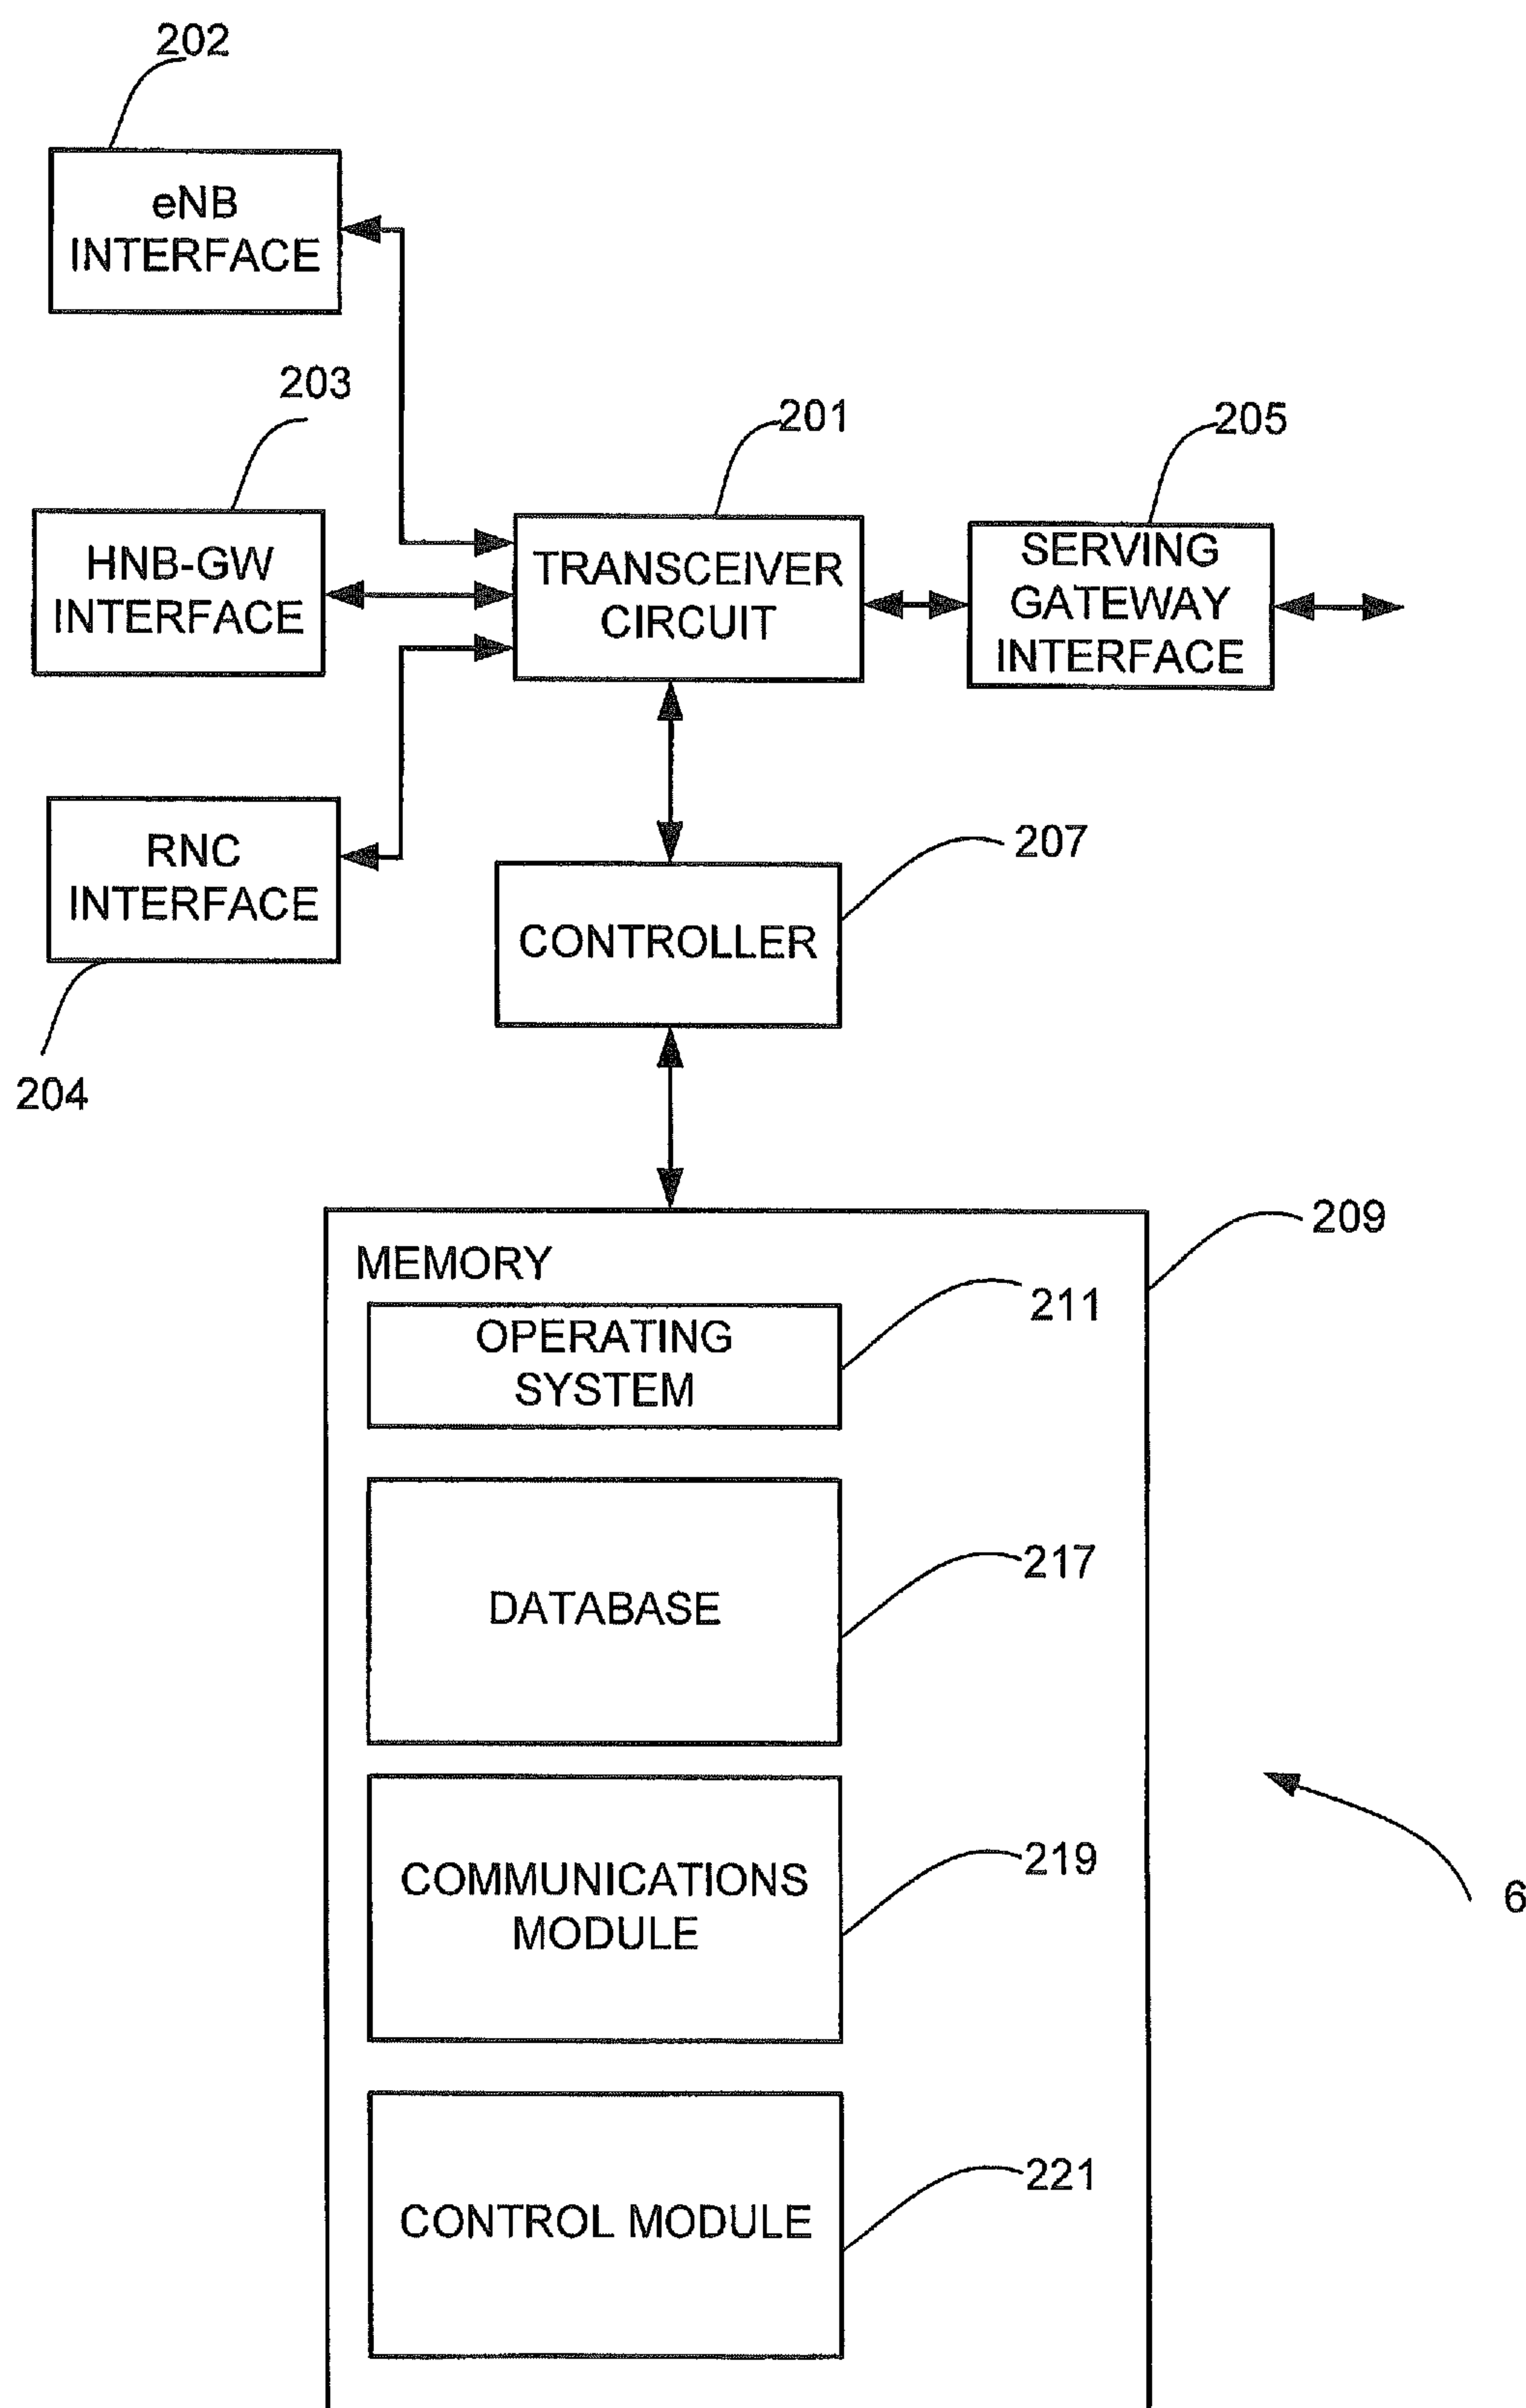 202
eNB
INTERFACE
203
HNB-GW
INTERFACE
201
TRANSCEIVER
CIRCUIT
205
SERVING
GATEWAY
INTERFACE
RNC
INTERFACE
204
207
CONTROLLER
209
MEMORY
211
OPERATING
SYSTEM
217
DATABASE
219
COMMUNICATIONS
MODULE
6
221
CONTROL MODULE